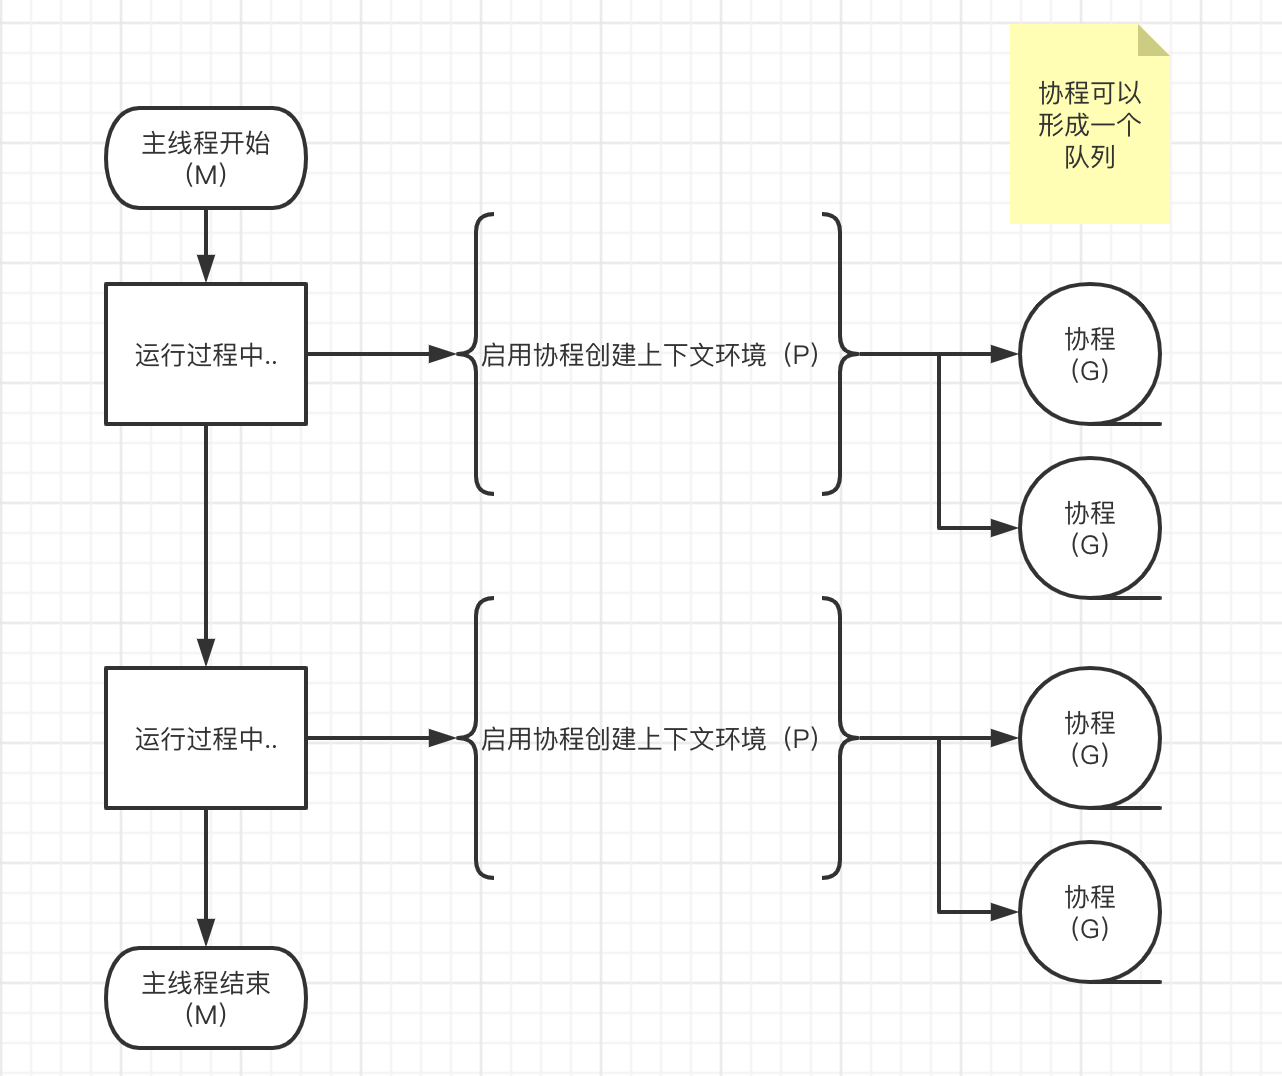 协程可以
形成一个
队列
主线程开始
（M）
运行过程中..
启用协程创建上下文环境（P）
协程
（G）
协程
（G）
运行过程中..
启用协程创建上下文环境（P）
协程
（G）
协程
（G）
主线程结束
（M）